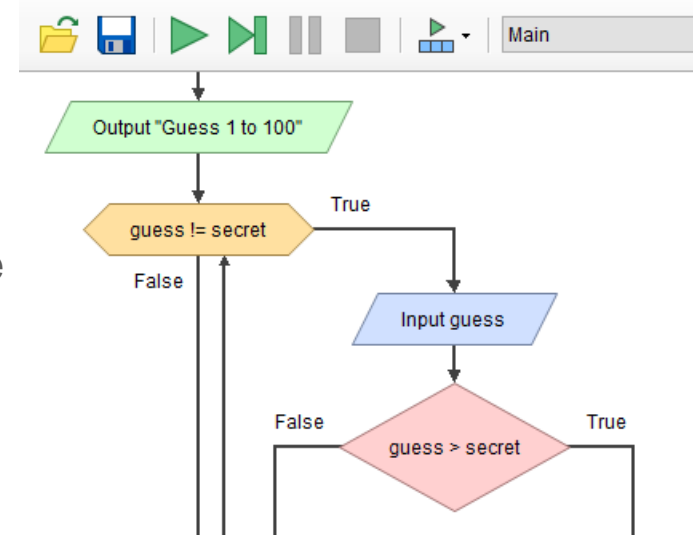 Main
Output "Guess 1 to 100"
True
guess != secret
e
False
Input guess
False
True
guess > secret